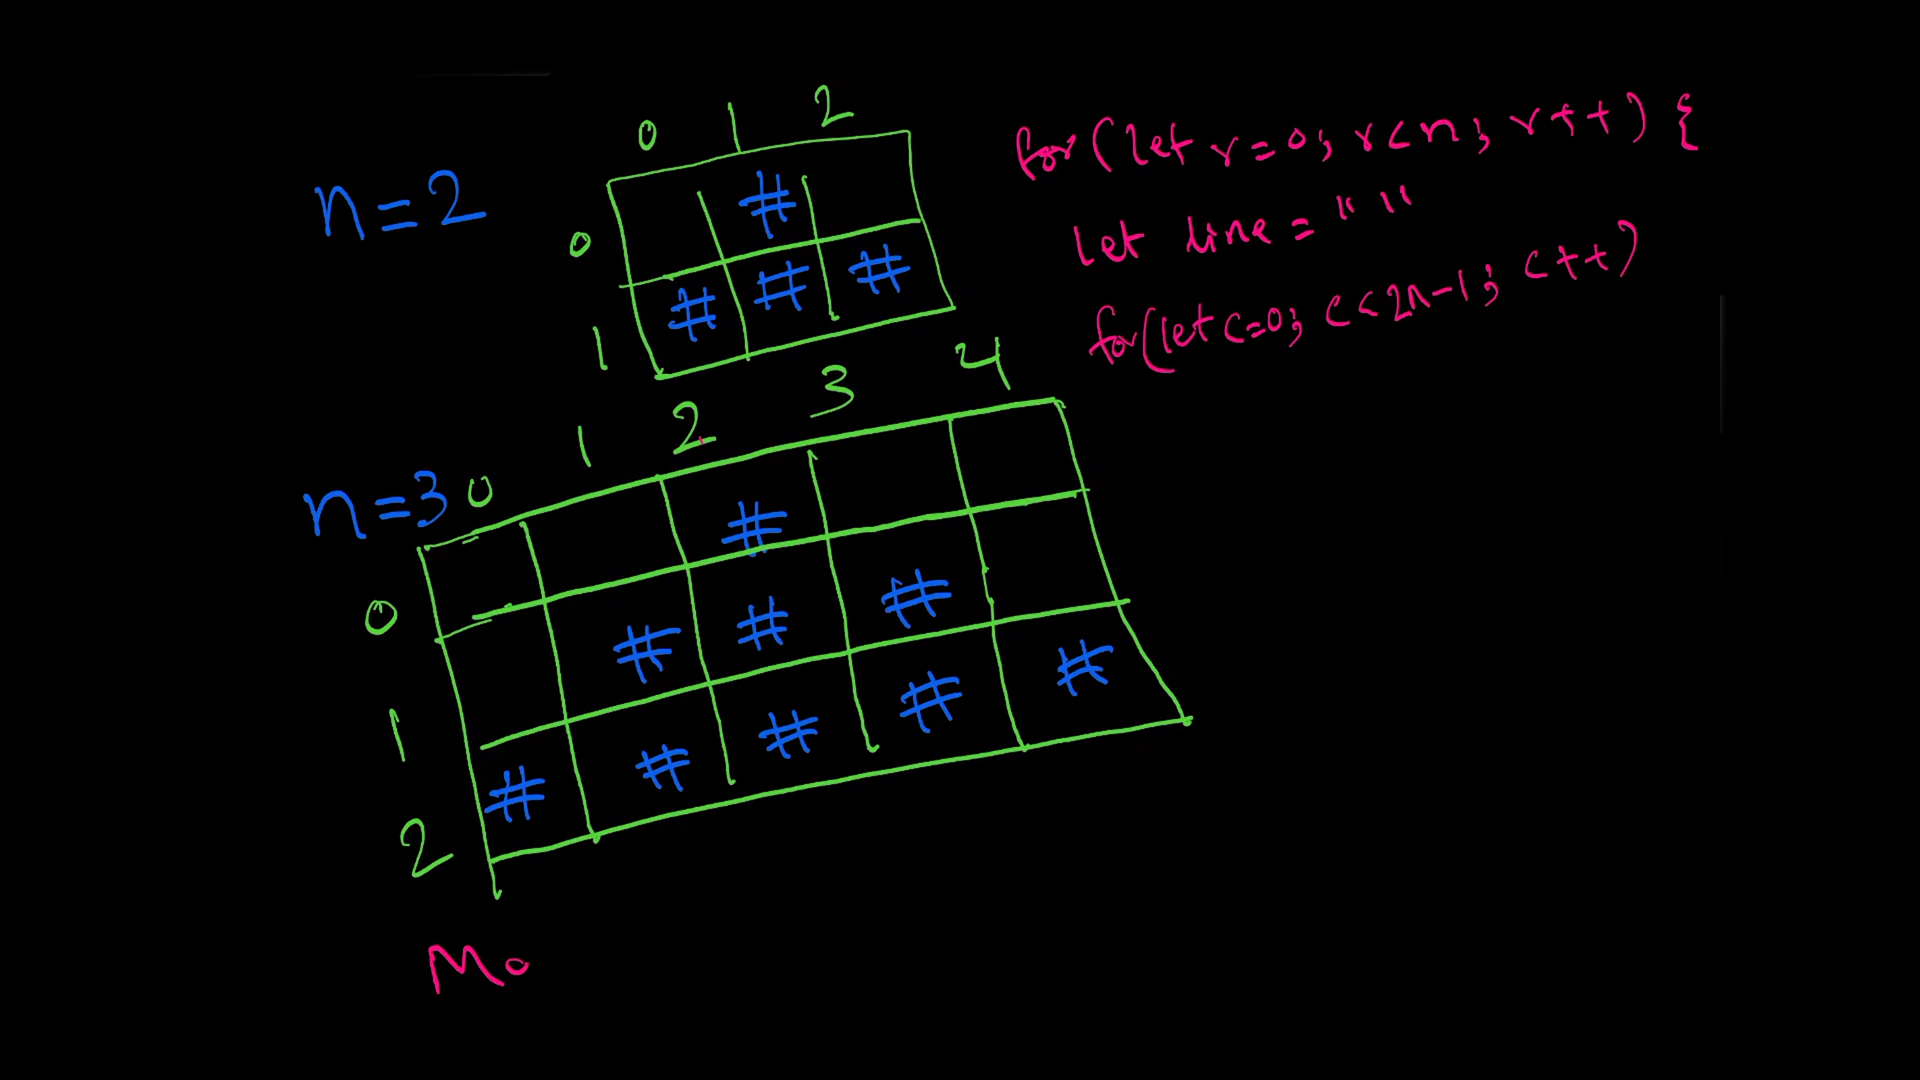 n=2
0 1 2
0 #
1 # # #
n=3
0 1 2 3 4
0 #
1 # # #
2 # # # # #
Mo
for(let r=0; r<n; r++) {
let line = " "
for(let c=0; c<2n-1; c++)